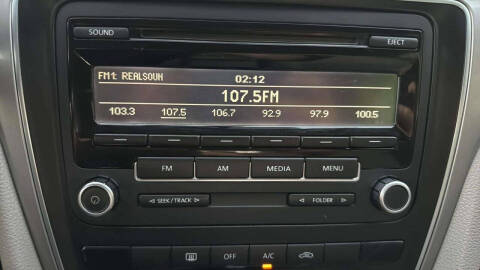 SOUND
EJECT
FM1: REALSOUN 02:12
107.5FM
103.3 107.5 106.7 92.9 97.9 100.5
FM AM MEDIA MENU
SEEK / TRACK FOLDER
OFF A/C